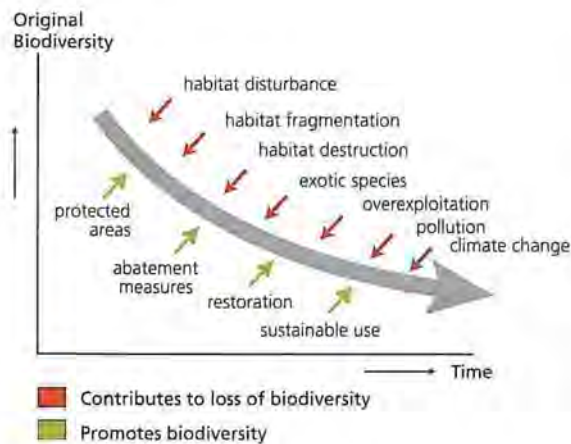 Original
Biodiversity
habitat disturbance
habitat fragmentation
habitat destruction
exotic species
overexploitation
pollution
climate change
protected
areas
abatement
measures
restoration
sustainable use
Time
Contributes to loss of biodiversity
Promotes biodiversity